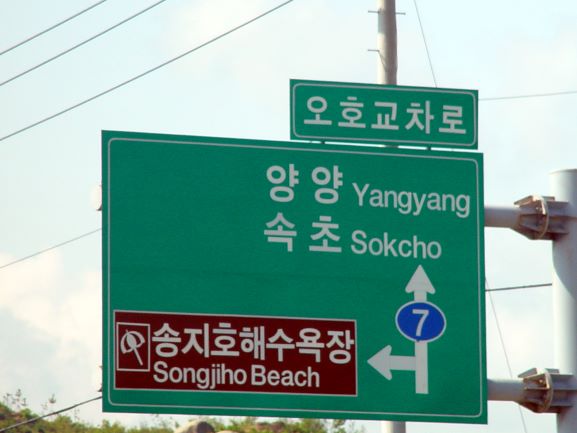 오호교차로
양양 Yangyang
속초 Sokcho
7
송지호해수욕장
Songjiho Beach